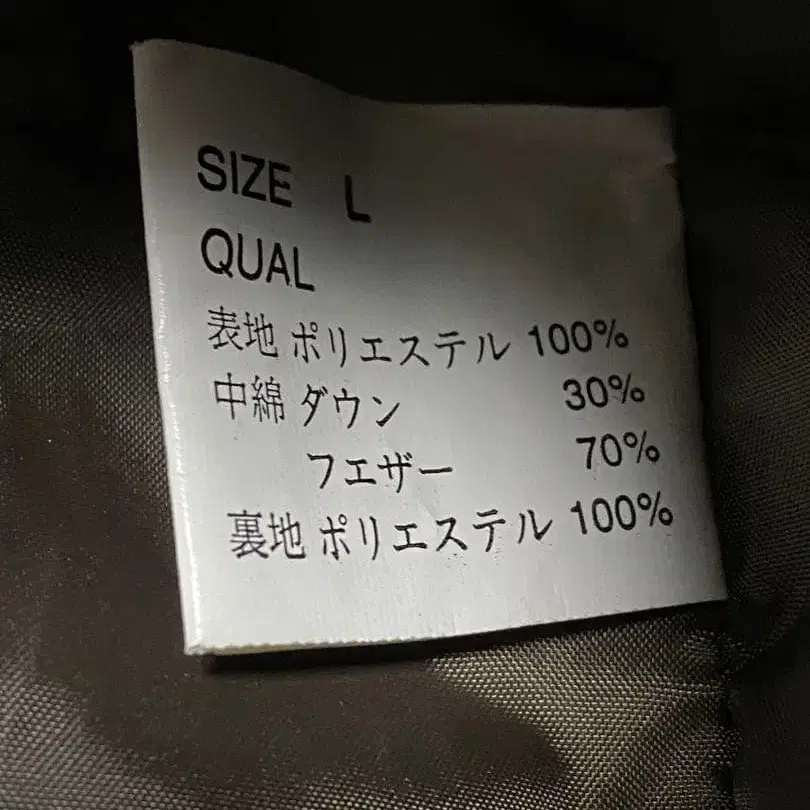 SIZE L
QUAL
表地 ポリエステル 100%
中綿 ダウン 30%
フエザー 70%
裏地 ポリエステル 100%